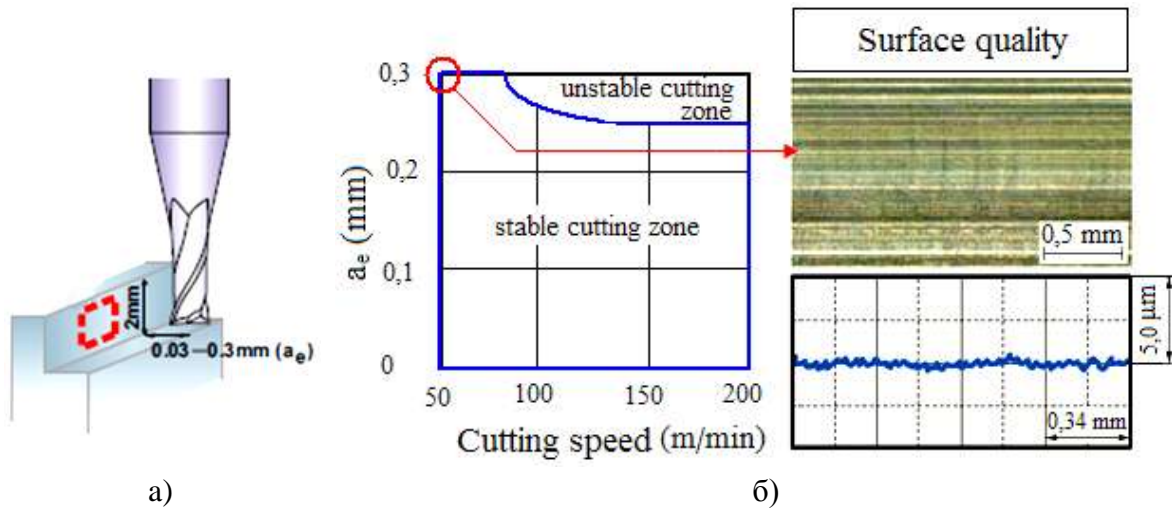 2mm
0.03–0.3mm (ae)
a)
ae (mm)
0,3
0,2
0,1
0
50
100
150
200
Cutting speed (m/min)
unstable cutting
zone
stable cutting zone
Surface quality
0,5 mm
5,0 μm
0,34 mm
б)